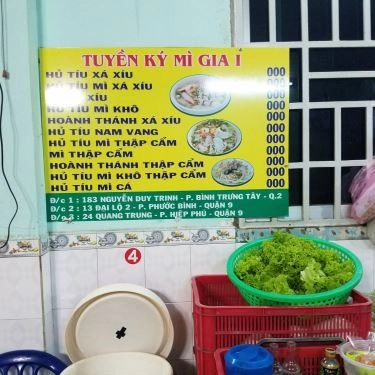 TUYỀN KÝ MÌ GIA I
HỦ TÍU XÁ XÍU 000
HỦ TÍU MÌ XÁ XÍU 000
XÍU 000
HỦ TÍU MÌ KHÔ 000
HOÀNH THÁNH XÁ XÍU 000
HỦ TÍU NAM VANG 000
HỦ TÍU MÌ THẬP CẨM 000
MÌ THẬP CẨM 000
HOÀNH THÁNH THẬP CẨM 000
HỦ TÍU MÌ KHÔ THẬP CẨM 000
HỦ TÍU MÌ CÁ 000
Đ/c 1 : 183 NGUYỄN DUY TRINH - P. BÌNH TRƯNG TÂY - Q.2
Đ/c 2 : 13 ĐẠI LỘ 2 - P. PHƯỚC BÌNH - QUẬN 9
Đ/c 3 : 24 QUANG TRUNG - P. HIỆP PHÚ - QUẬN 9
4